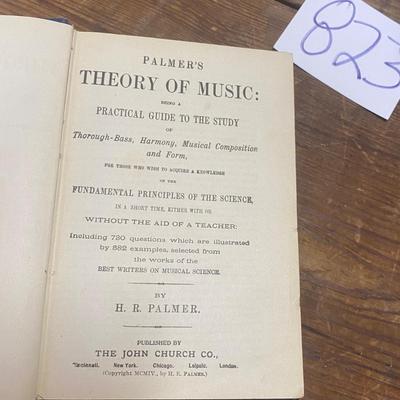 823
PALMER'S
THEORY OF MUSIC:
BEING A
PRACTICAL GUIDE TO THE STUDY
OF
Thorough-Bass, Harmony, Musical Composition
and Form,
FOR THOSE WHO WISH TO ACQUIRE A KNOWLEDGE
OF THE
FUNDAMENTAL PRINCIPLES OF THE SCIENCE,
IN A SHORT TIME, EITHER WITH OR
WITHOUT THE AID OF A TEACHER:
Including 730 questions which are illustrated
by 582 examples, selected from
the works of the
BEST WRITERS ON MUSICAL SCIENCE.
BY
H. R. PALMER.
PUBLISHED BY
THE JOHN CHURCH CO.,
Cincinnati. New York. Chicago. Leipsic. London.
(Copyright MCMIV., by H. R. PALMER.)